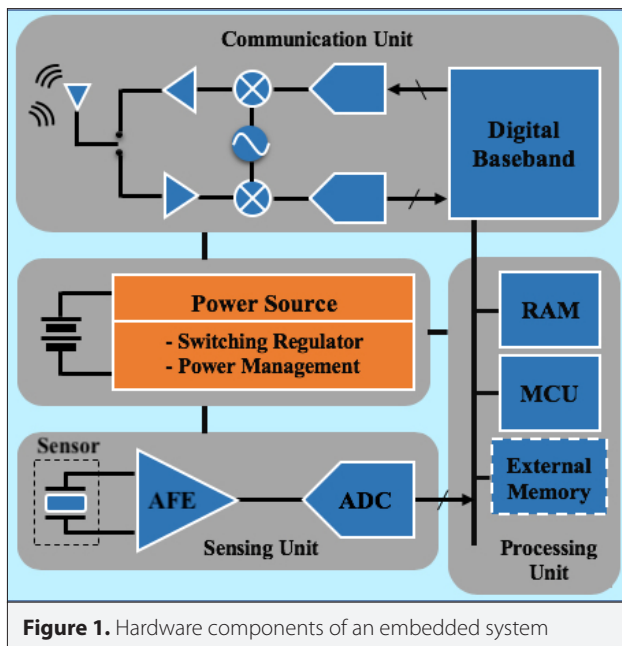 Communication Unit
Digital
Baseband
Power Source
- Switching Regulator
- Power Management
RAM
MCU
External
Memory
Processing
Unit
Sensor
AFE
ADC
Sensing Unit
Figure 1. Hardware components of an embedded system